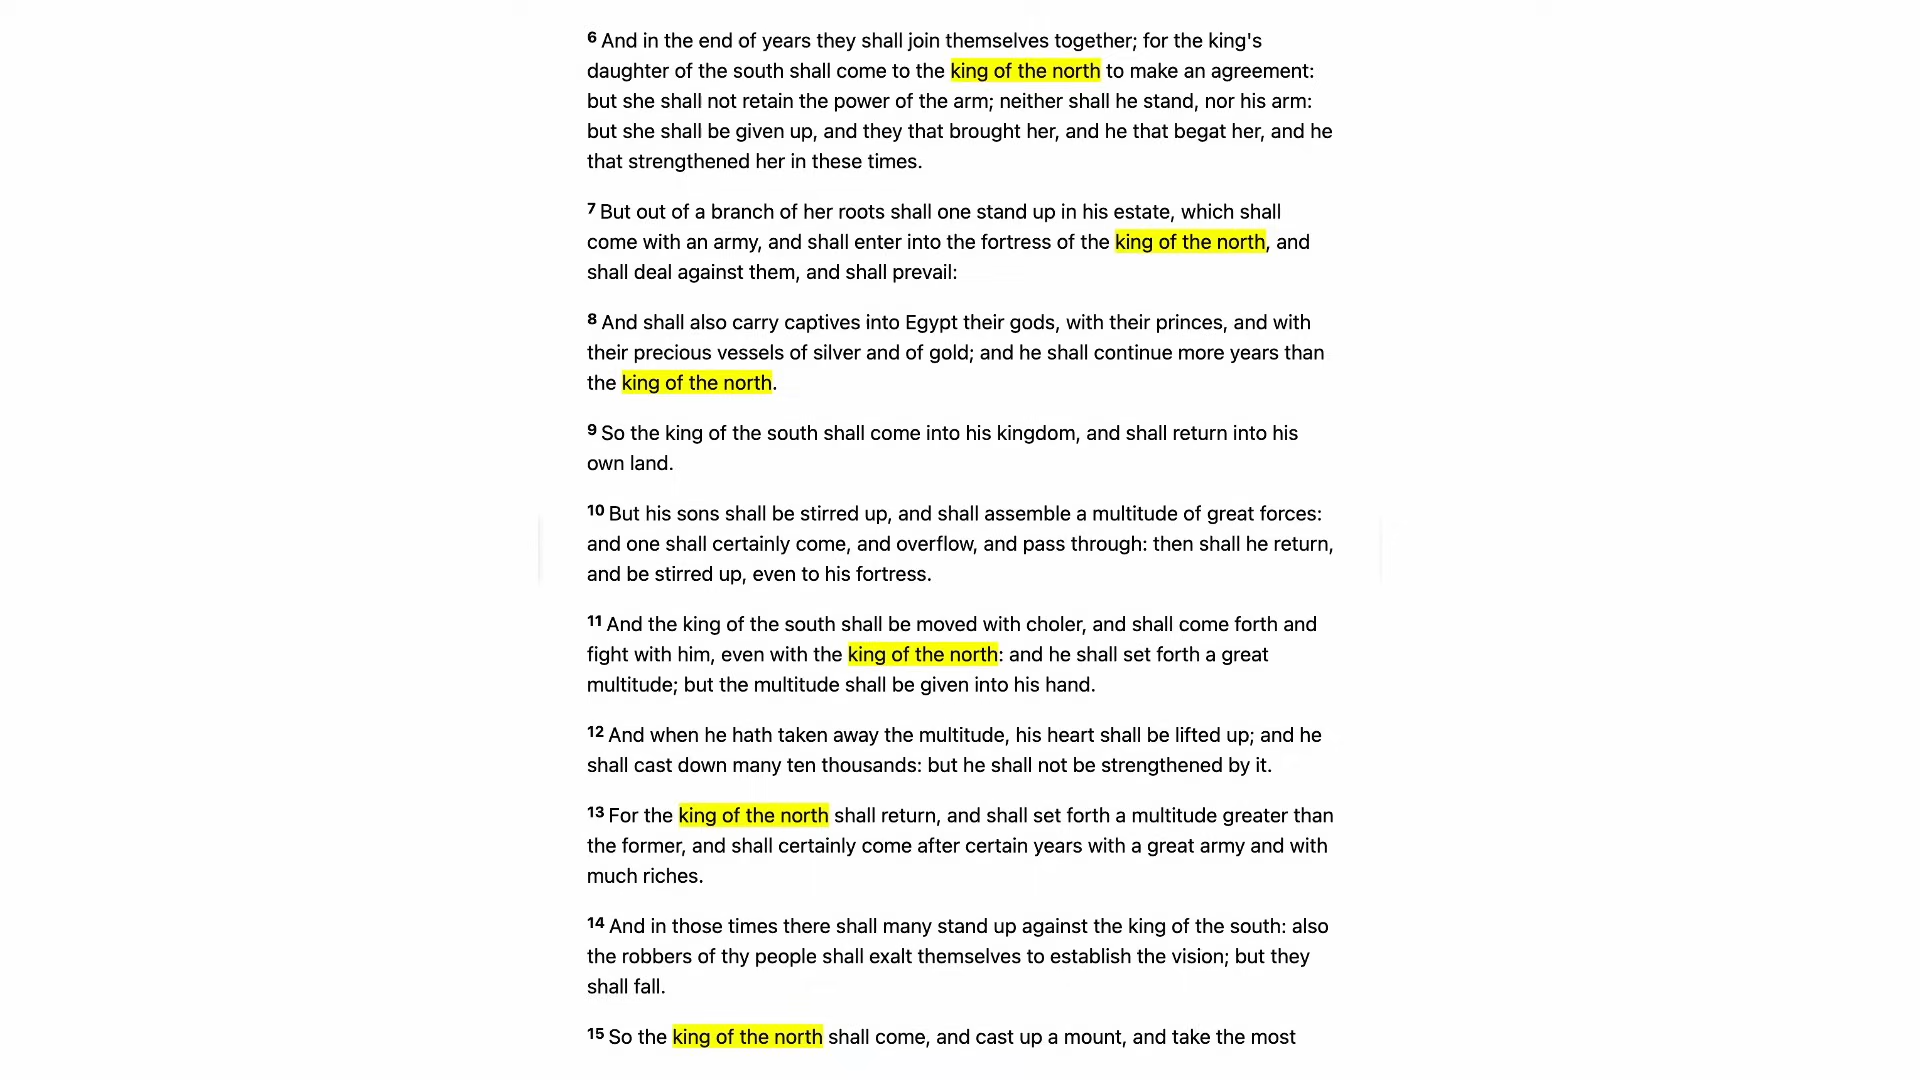 6 And in the end of years they shall join themselves together; for the king's
daughter of the south shall come to the king of the north to make an agreement:
but she shall not retain the power of the arm; neither shall he stand, nor his arm:
but she shall be given up, and they that brought her, and he that begat her, and he
that strengthened her in these times.
7 But out of a branch of her roots shall one stand up in his estate, which shall
come with an army, and shall enter into the fortress of the king of the north, and
shall deal against them, and shall prevail:
8 And shall also carry captives into Egypt their gods, with their princes, and with
their precious vessels of silver and of gold; and he shall continue more years than
the king of the north.
9 So the king of the south shall come into his kingdom, and shall return into his
own land.
10 But his sons shall be stirred up, and shall assemble a multitude of great forces:
and one shall certainly come, and overflow, and pass through: then shall he return,
and be stirred up, even to his fortress.
11 And the king of the south shall be moved with choler, and shall come forth and
fight with him, even with the king of the north: and he shall set forth a great
multitude; but the multitude shall be given into his hand.
12 And when he hath taken away the multitude, his heart shall be lifted up; and he
shall cast down many ten thousands: but he shall not be strengthened by it.
13 For the king of the north shall return, and shall set forth a multitude greater than
the former, and shall certainly come after certain years with a great army and with
much riches.
14 And in those times there shall many stand up against the king of the south: also
the robbers of thy people shall exalt themselves to establish the vision; but they
shall fall.
15 So the king of the north shall come, and cast up a mount, and take the most